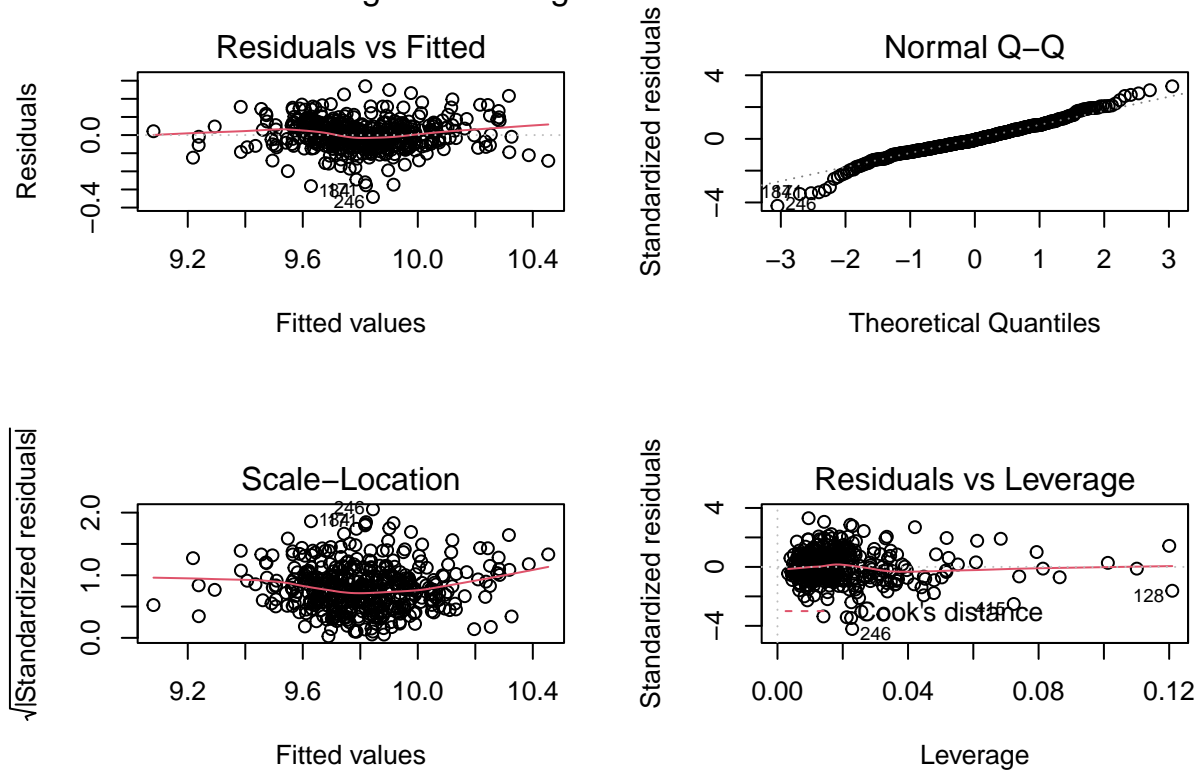 Residuals vs Fitted
Residuals
0.0
−0.4
9.2 9.6 10.0 10.4
Fitted values
246
Normal Q−Q
Standardized residuals
4
0
−4
246
−3 −2 −1 0 1 2 3
Theoretical Quantiles
Scale−Location
√|Standardized residuals|
2.0
1.0
0.0
246
9.2 9.6 10.0 10.4
Fitted values
Residuals vs Leverage
Standardized residuals
4
0
−4
128
415
Cook's distance
246
0.00 0.04 0.08 0.12
Leverage